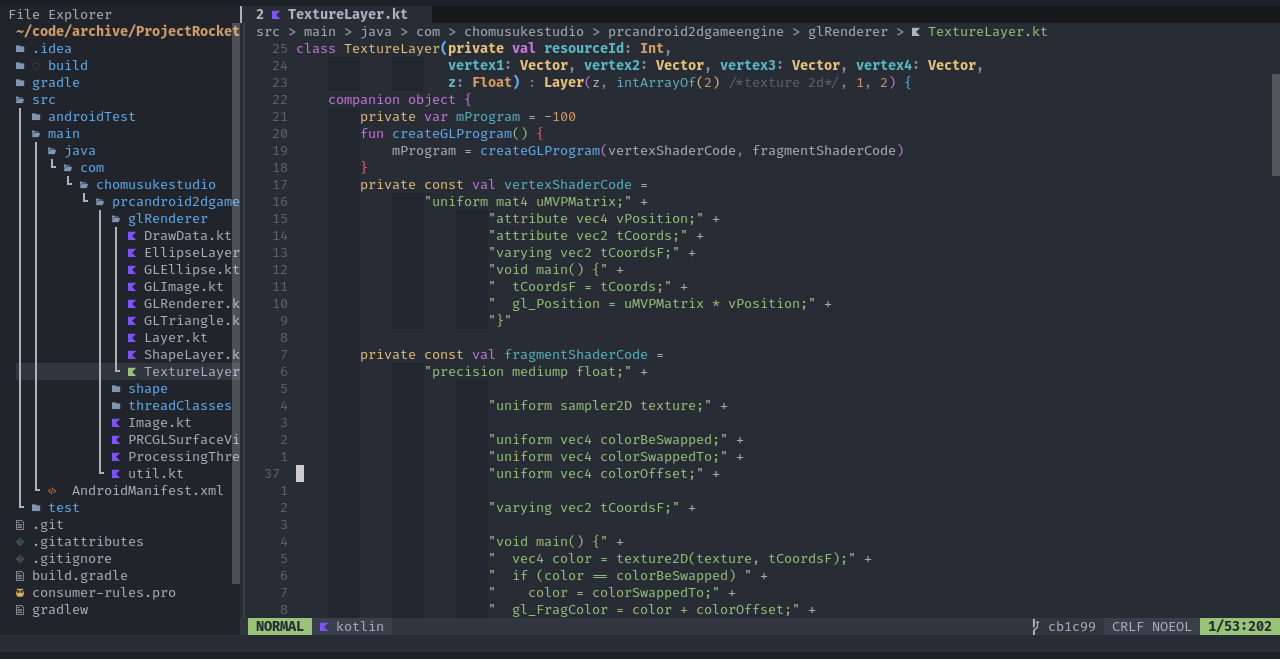 File Explorer
~/code/archive/ProjectRocket
.idea
build
gradle
src
androidTest
main
java
com
chomusukestudio
prcandroid2dgame
glRenderer
DrawData.kt
EllipseLayer
GLEllipse.kt
GLImage.kt
GLRenderer.k
GLTriangle.k
Layer.kt
ShapeLayer.k
TextureLayer
shape
threadClasses
Image.kt
PRCGLSurfaceVi
ProcessingThre
util.kt
AndroidManifest.xml
test
.git
.gitattributes
.gitignore
build.gradle
consumer-rules.pro
gradlew
2 TextureLayer.kt
src > main > java > com > chomusukestudio > prcandroid2dgameengine > glRenderer > TextureLayer.kt
25 class TextureLayer(private val resourceId: Int,
24 vertex1: Vector, vertex2: Vector, vertex3: Vector, vertex4: Vector,
23 z: Float) : Layer(z, intArrayOf(2) /*texture 2d*/, 1, 2) {
22 companion object {
21 private var mProgram = -100
20 fun createGLProgram() {
19 mProgram = createGLProgram(vertexShaderCode, fragmentShaderCode)
18 }
17 private const val vertexShaderCode =
16 "uniform mat4 uMVPMatrix;" +
15 "attribute vec4 vPosition;" +
14 "attribute vec2 tCoords;" +
13 "varying vec2 tCoordsF;" +
12 "void main() {" +
11 "  tCoordsF = tCoords;" +
10 "  gl_Position = uMVPMatrix * vPosition;" +
9 "}"
8
7 private const val fragmentShaderCode =
6 "precision mediump float;" +
5
4 "uniform sampler2D texture;" +
3
2 "uniform vec4 colorBeSwapped;" +
1 "uniform vec4 colorSwappedTo;" +
37 "uniform vec4 colorOffset;" +
1
2 "varying vec2 tCoordsF;" +
3
4 "void main() {" +
5 "  vec4 color = texture2D(texture, tCoordsF);" +
6 "  if (color == colorBeSwapped) " +
7 "    color = colorSwappedTo;" +
8 "  gl_FragColor = color + colorOffset;" +
NORMAL kotlin cb1c99 CRLF NOEOL 1/53:202